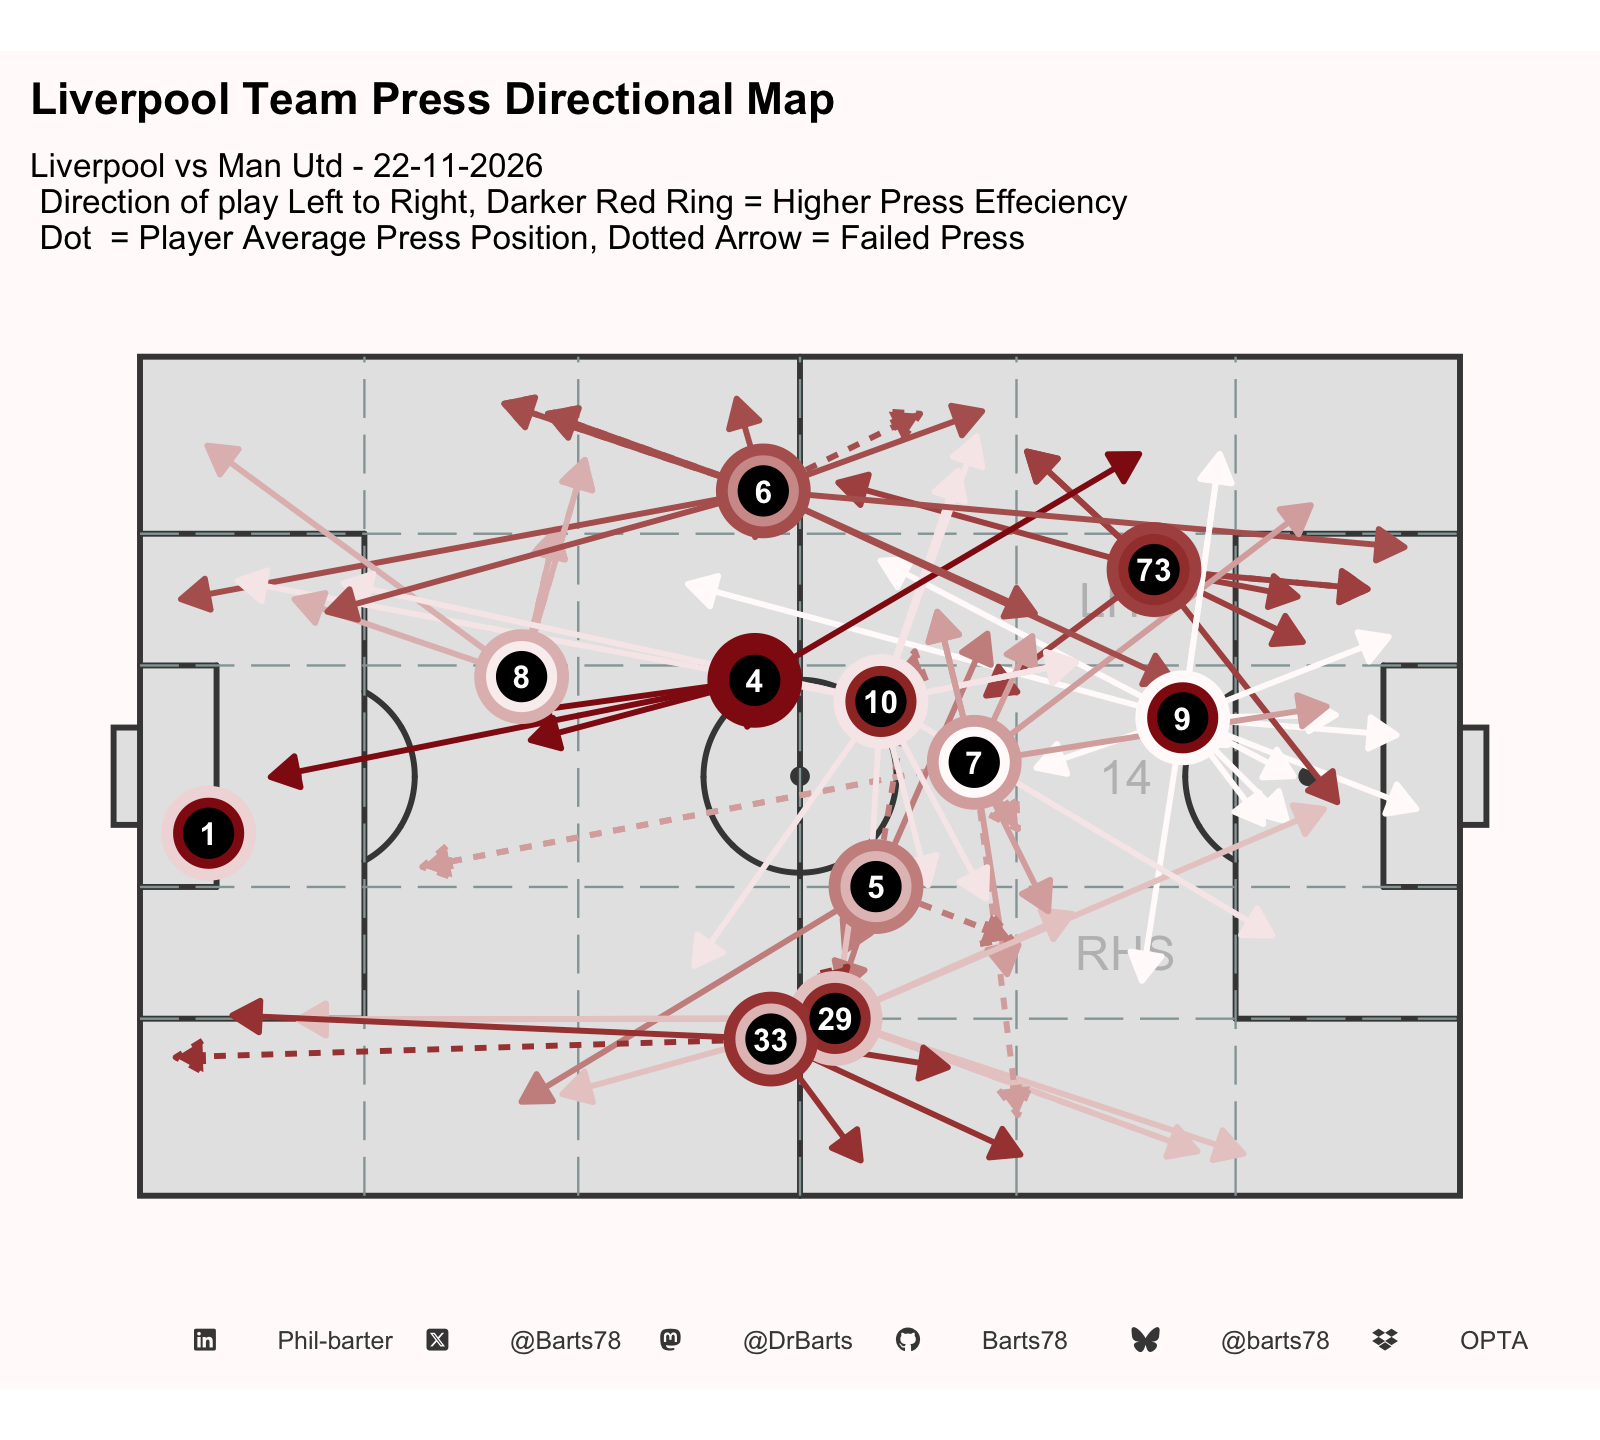 Liverpool Team Press Directional Map
Liverpool vs Man Utd - 22-11-2026
Direction of play Left to Right, Darker Red Ring = Higher Press Effeciency
Dot = Player Average Press Position, Dotted Arrow = Failed Press
6
73
8
4
10
9
7
14
1
5
RHS
29
33
Phil-barter @Barts78 @DrBarts Barts78 @barts78 OPTA